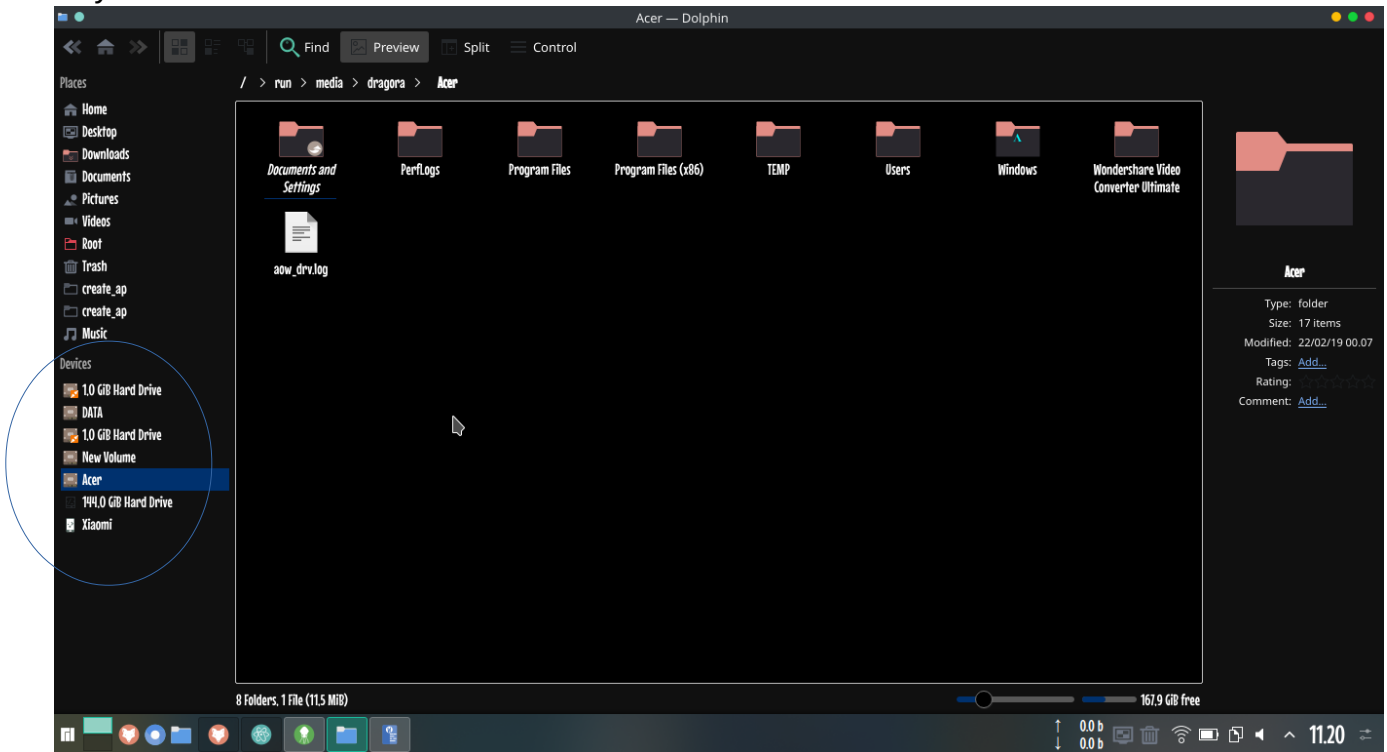 Acer — Dolphin
Find
Preview
Split
Control
Places
/ > run > media > dragora > Acer
Home
Desktop
Downloads
Documents
Pictures
Videos
Root
Trash
create_ap
create_ap
Music
Devices
1,0 GiB Hard Drive
DATA
1,0 GiB Hard Drive
New Volume
Acer
144,0 GiB Hard Drive
Xiaomi
Documents and
Settings
PerfLogs
Program Files
Program Files (x86)
TEMP
Users
Windows
Wondershare Video
Converter Ultimate
aow_drv.log
Acer
Type: folder
Size: 17 items
Modified: 22/02/19 00.07
Tags: Add...
Rating:
Comment: Add...
8 Folders, 1 File (11,5 MiB)
167,9 GiB free
0.0 b
0.0 b
11.20